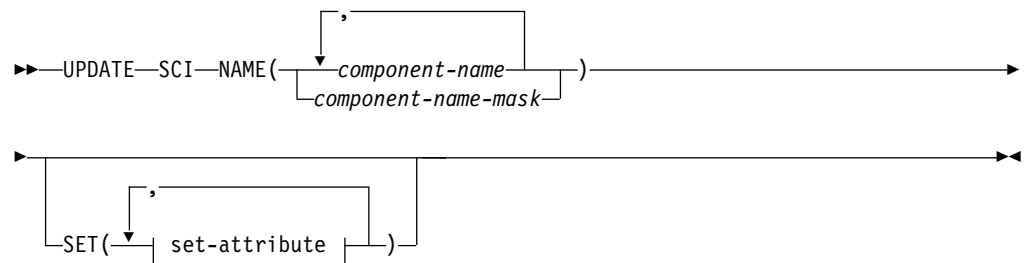 ,
UPDATE SCI NAME( component-name )
component-name-mask
,
SET( set-attribute )